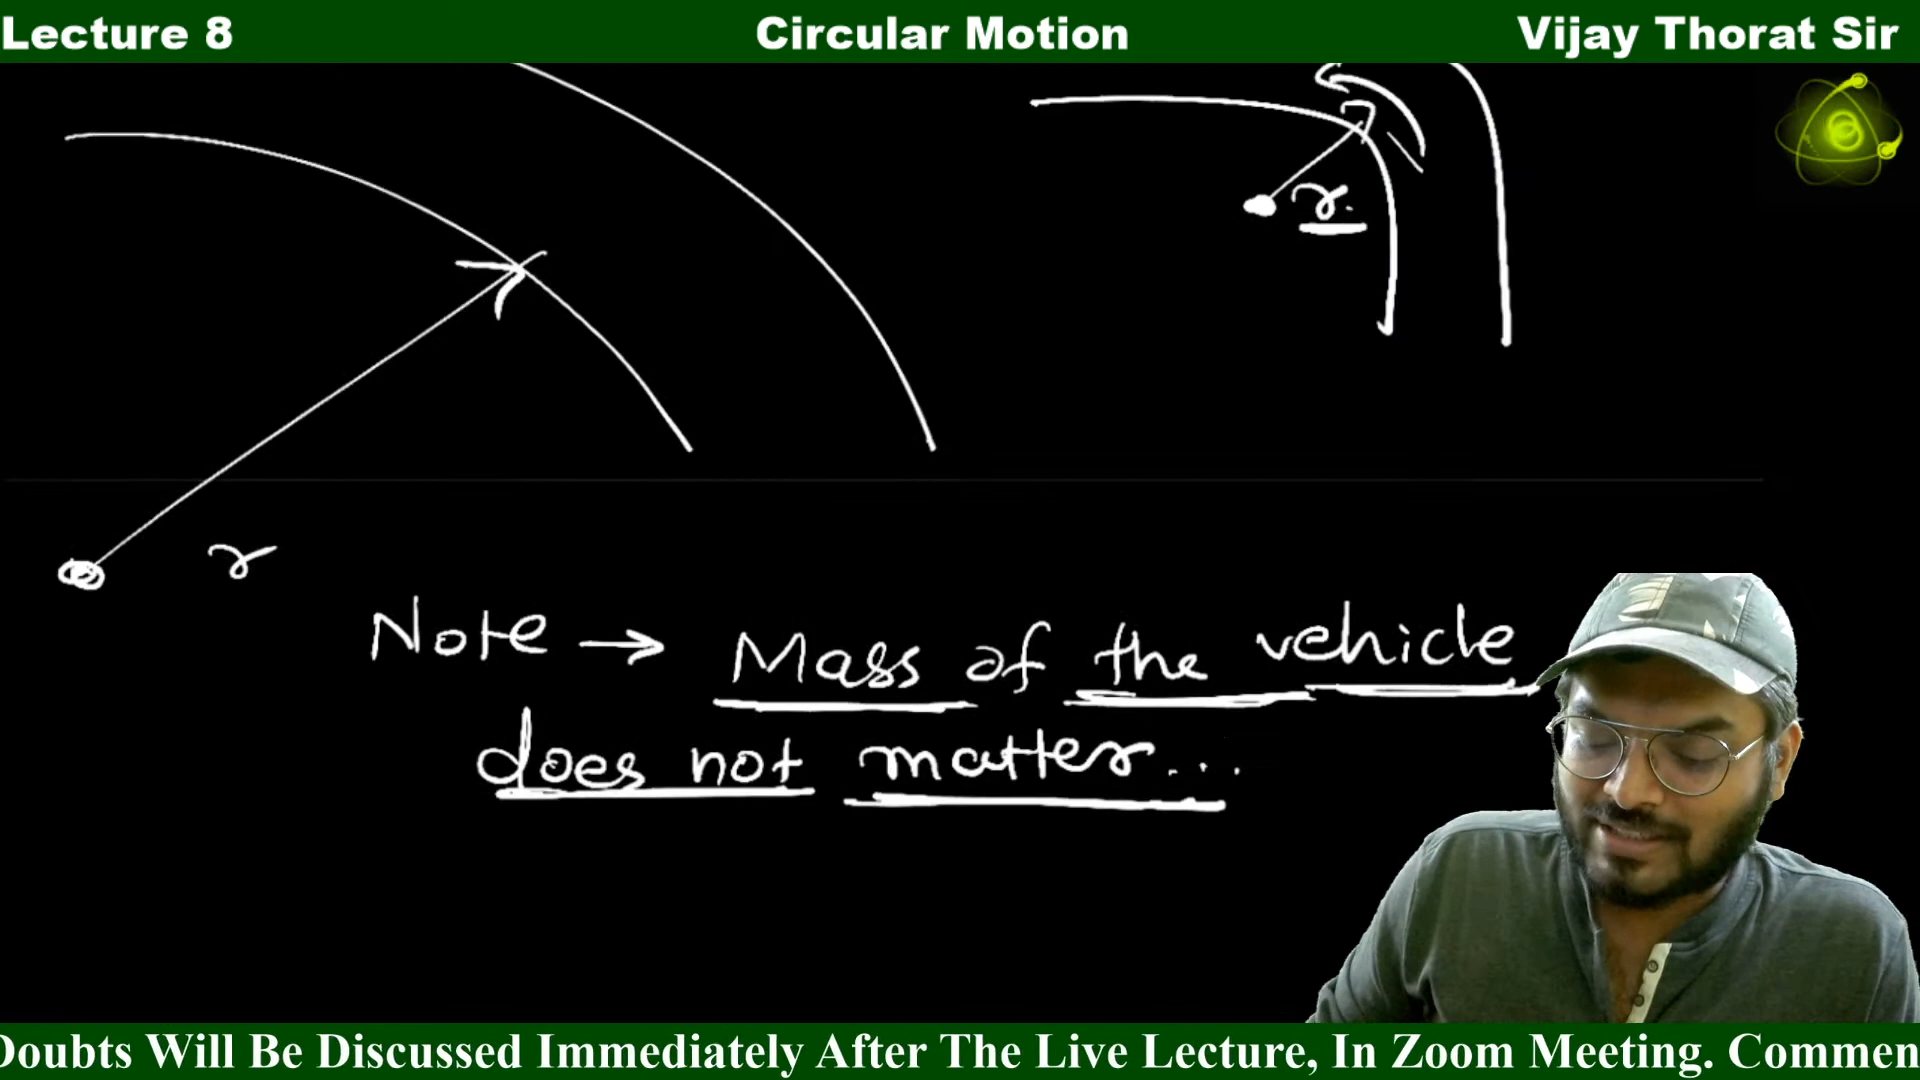 Lecture 8 Circular Motion Vijay Thorat Sir
r.
r
Note → Mass of the vehicle
does not matter...
Doubts Will Be Discussed Immediately After The Live Lecture, In Zoom Meeting. Commen